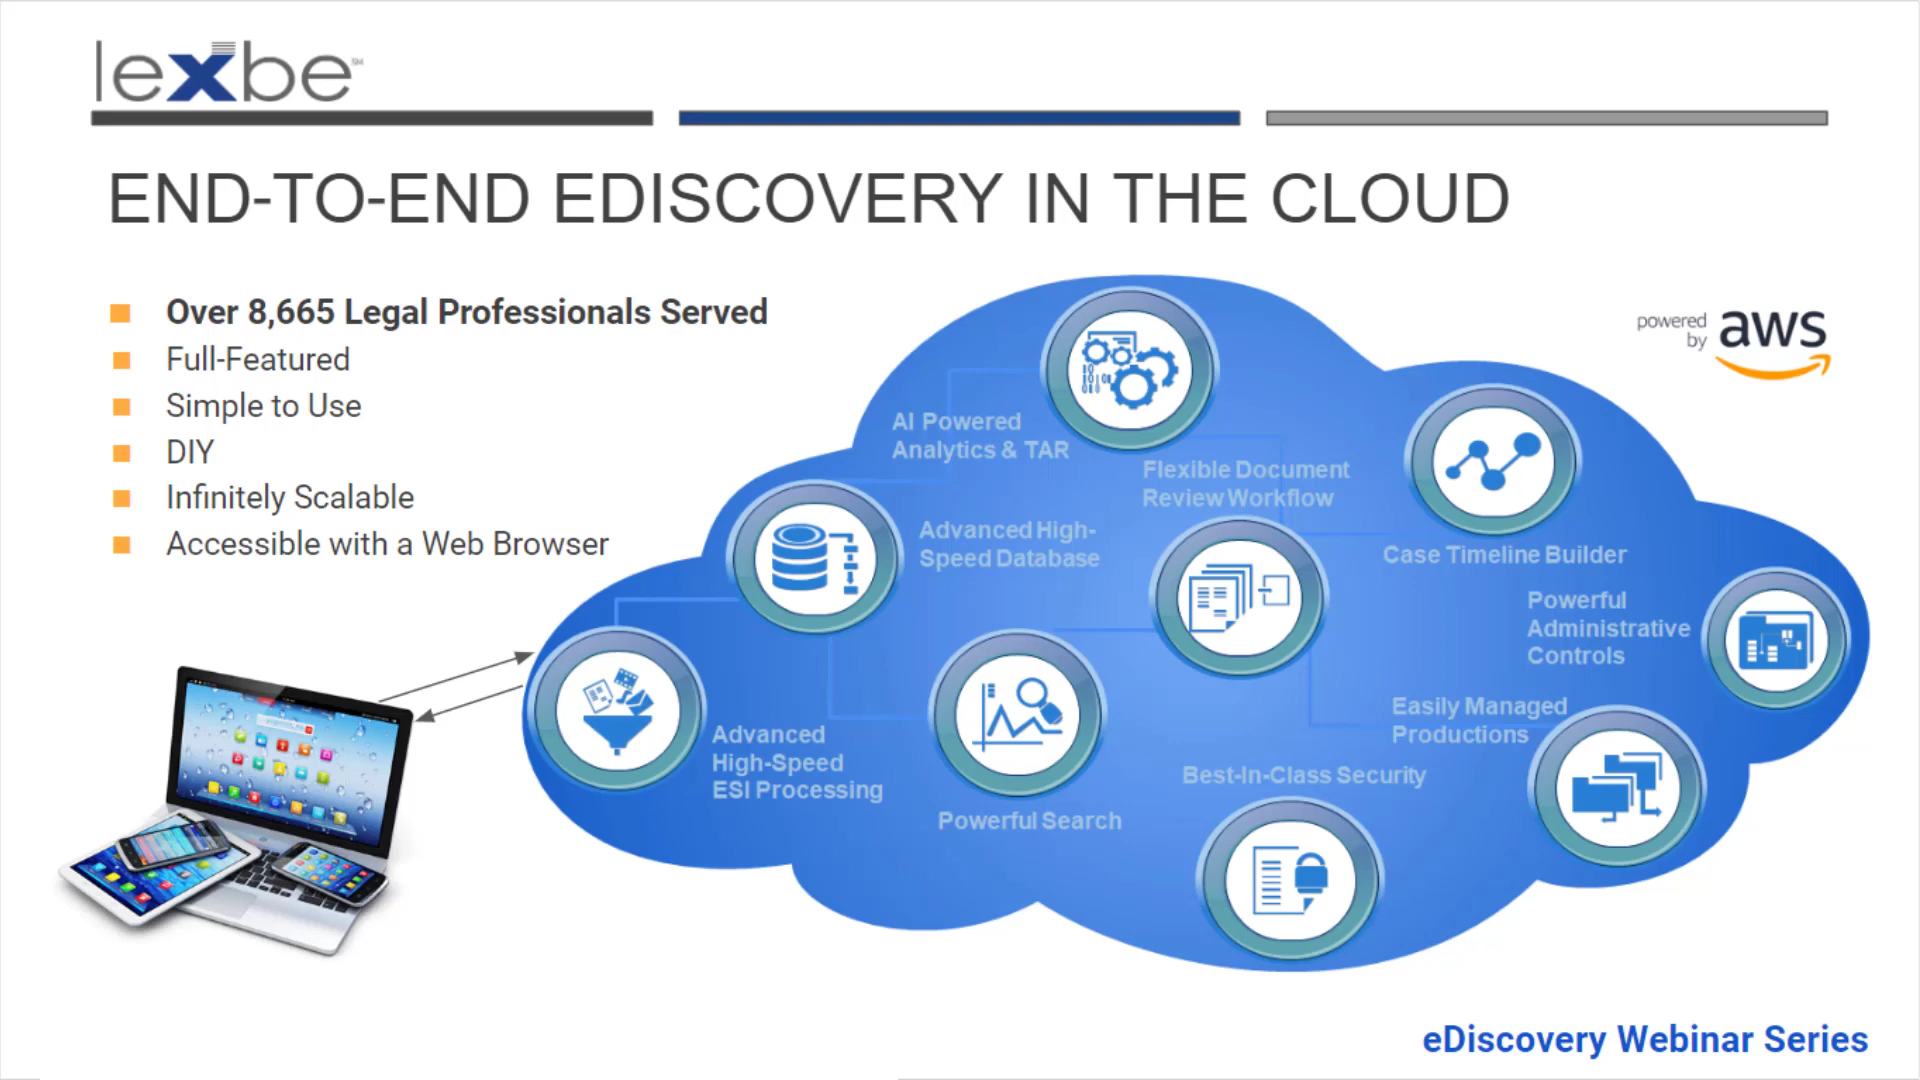 lexbe SM
END-TO-END EDISCOVERY IN THE CLOUD
Over 8,665 Legal Professionals Served
Full-Featured
Simple to Use
DIY
Infinitely Scalable
Accessible with a Web Browser
powered
by
aws
AI Powered
Analytics & TAR
Flexible Document
Review Workflow
Advanced High-
Speed Database
Case Timeline Builder
Powerful
Administrative
Controls
Easily Managed
Productions
Advanced
High-Speed
ESI Processing
Powerful Search
Best-In-Class Security
eDiscovery Webinar Series